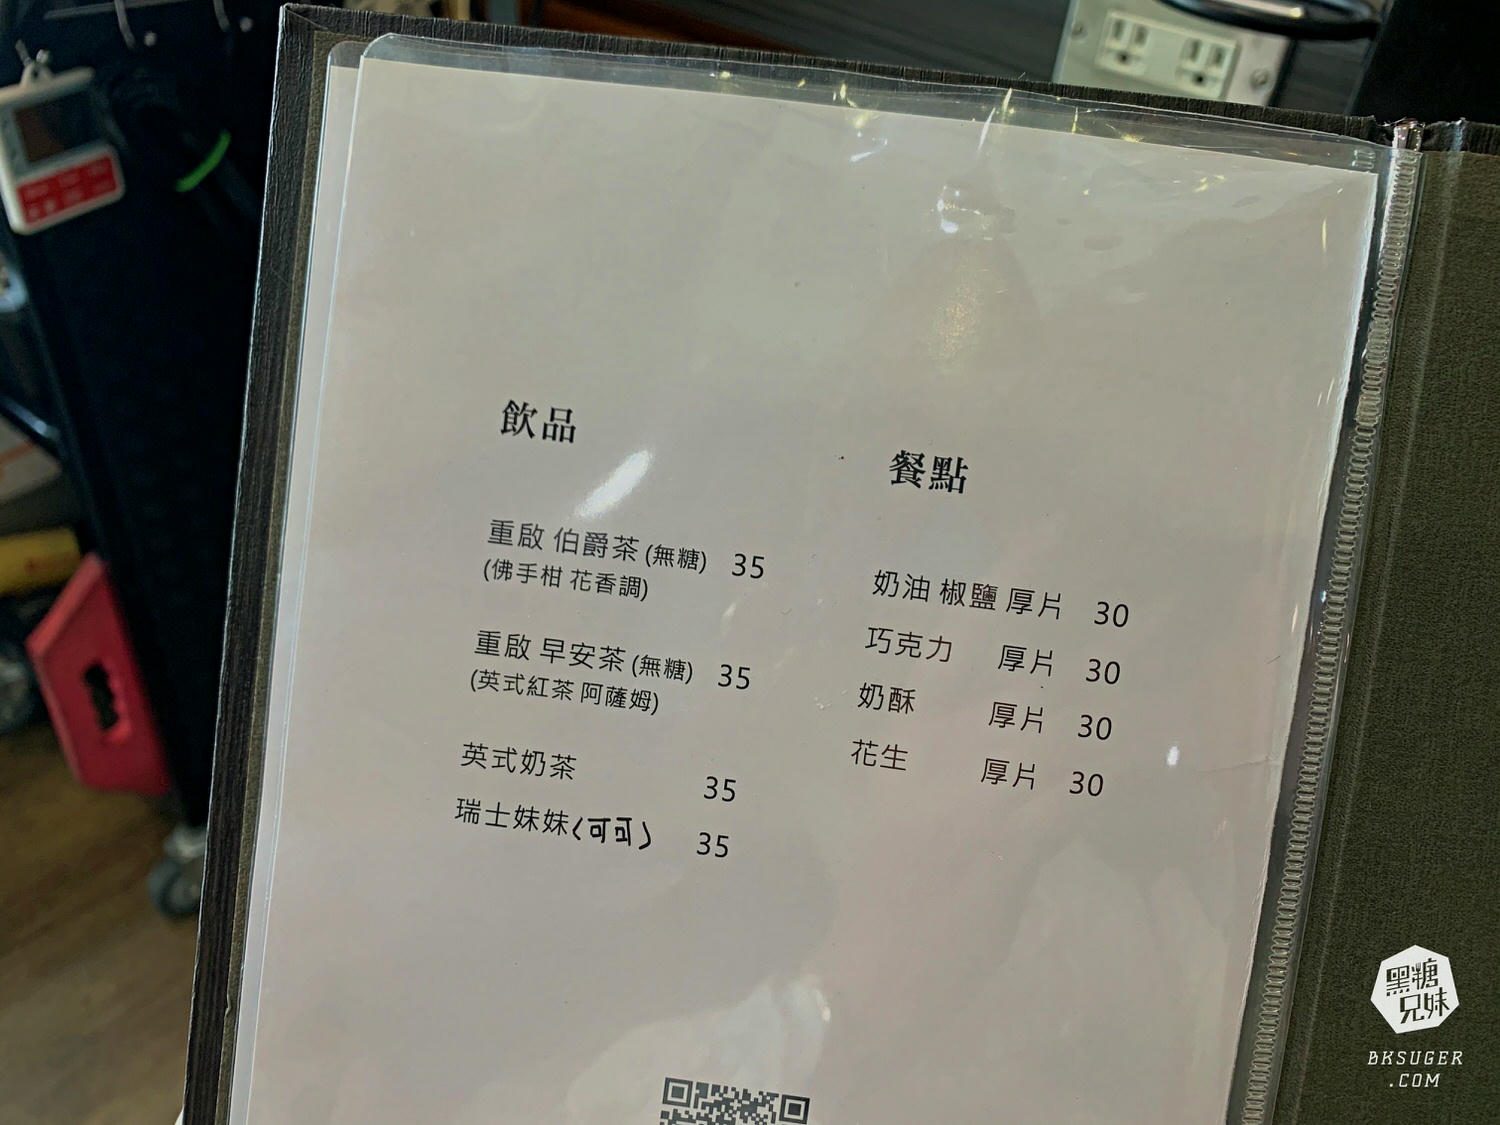 飲品
重啟 伯爵茶 (無糖) 35
(佛手柑 花香調)
重啟 早安茶 (無糖) 35
(英式紅茶 阿薩姆)
英式奶茶 35
瑞士妹妹〈可可〉 35
餐點
奶油 椒鹽 厚片 30
巧克力 厚片 30
奶酥 厚片 30
花生 厚片 30
黑糖
兄妹
BKSUGER
.COM